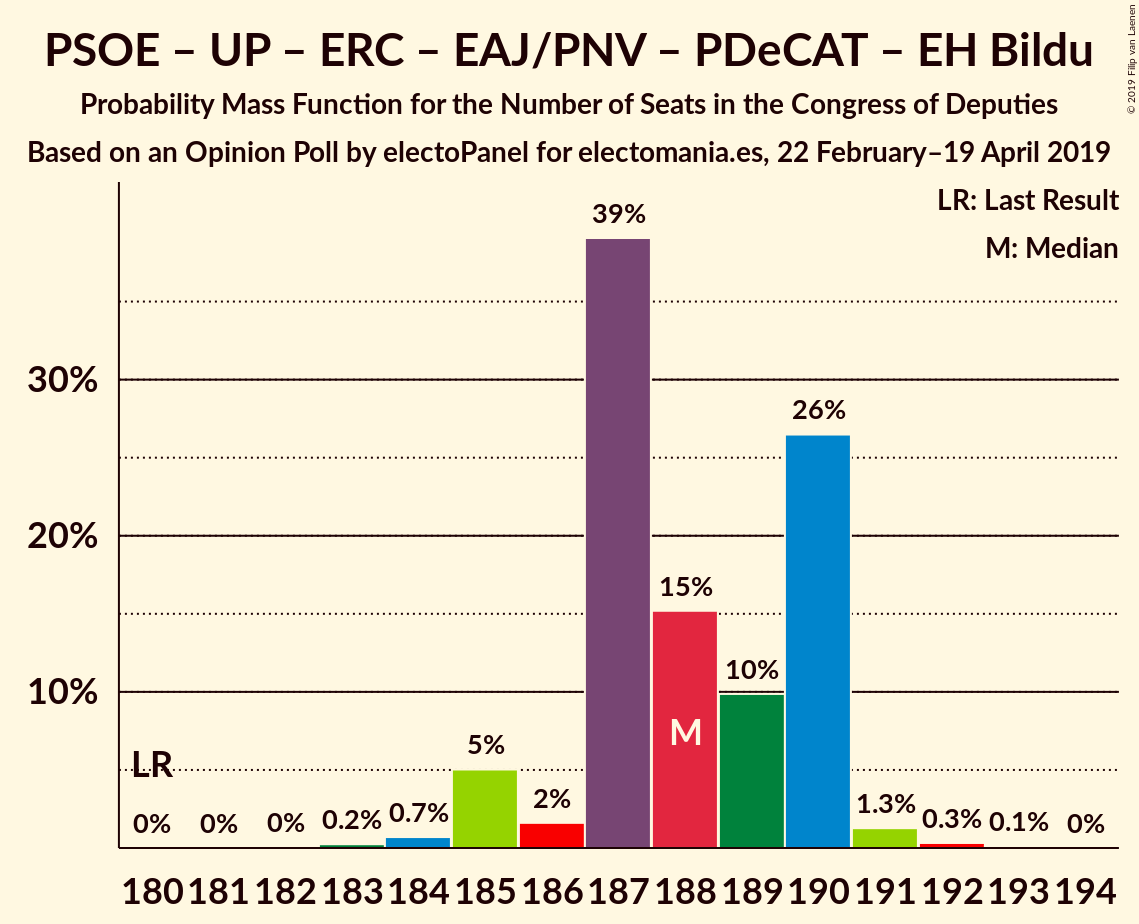 PSOE – UP – ERC – EAJ/PNV – PDeCAT – EH Bildu
Probability Mass Function for the Number of Seats in the Congress of Deputies
Based on an Opinion Poll by electoPanel for electomania.es, 22 February–19 April 2019
© 2019 Filip van Laenen
LR: Last Result
M: Median
39%
30%
26%
20%
15%
10%
10%
M
LR
5%
0% 0% 0% 0.2% 0.7% 2% 1.3% 0.3% 0.1% 0%
180 181 182 183 184 185 186 187 188 189 190 191 192 193 194